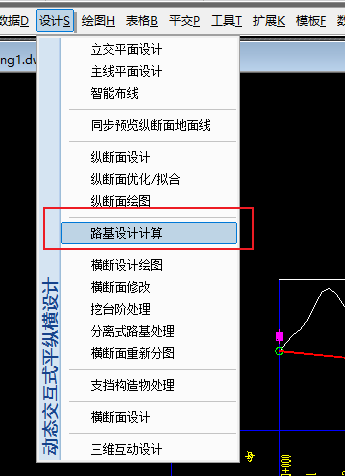 数据D 设计S 绘图H 表格B 平交P 工具T 扩展K 模板E
ng1.dw
立交平面设计
主线平面设计
智能布线
同步预览纵断面地面线
纵断面设计
纵断面优化/拟合
纵断面绘图
路基设计计算
横断设计绘图
横断面修改
挖台阶处理
分离式路基处理
横断面重新分图
支挡构造物处理
横断面设计
三维互动设计
动态交互式平纵横设计